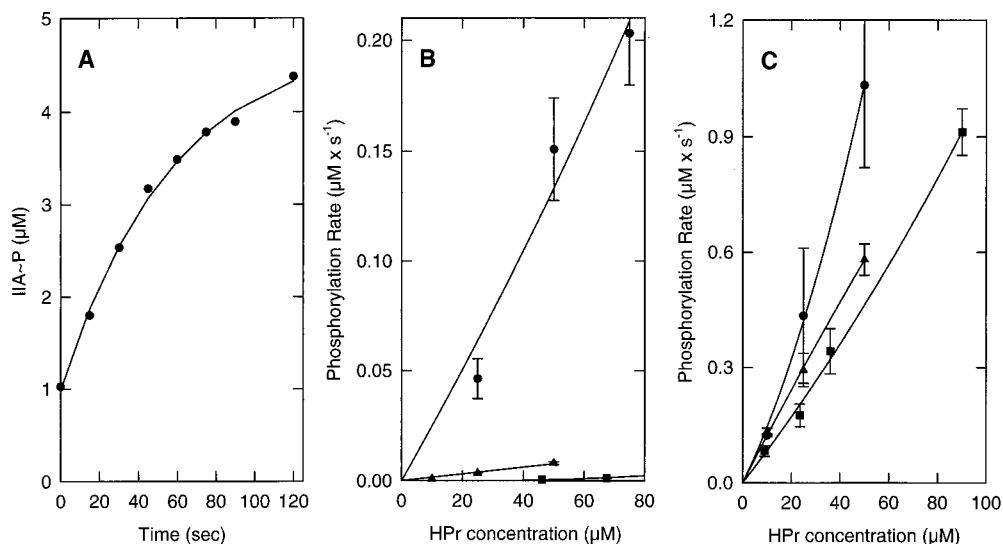 A
5
4
3
2
1
0
0 20 40 60 80 100 120
IIA~P (µM)
Time (sec)
B
0.20
0.15
0.10
0.05
0.00
0 20 40 60 80
Phosphorylation Rate (µM x s⁻¹)
HPr concentration (µM)
C
1.2
0.9
0.6
0.3
0.0
0 20 40 60 80 100
Phosphorylation Rate (µM x s⁻¹)
HPr concentration (µM)